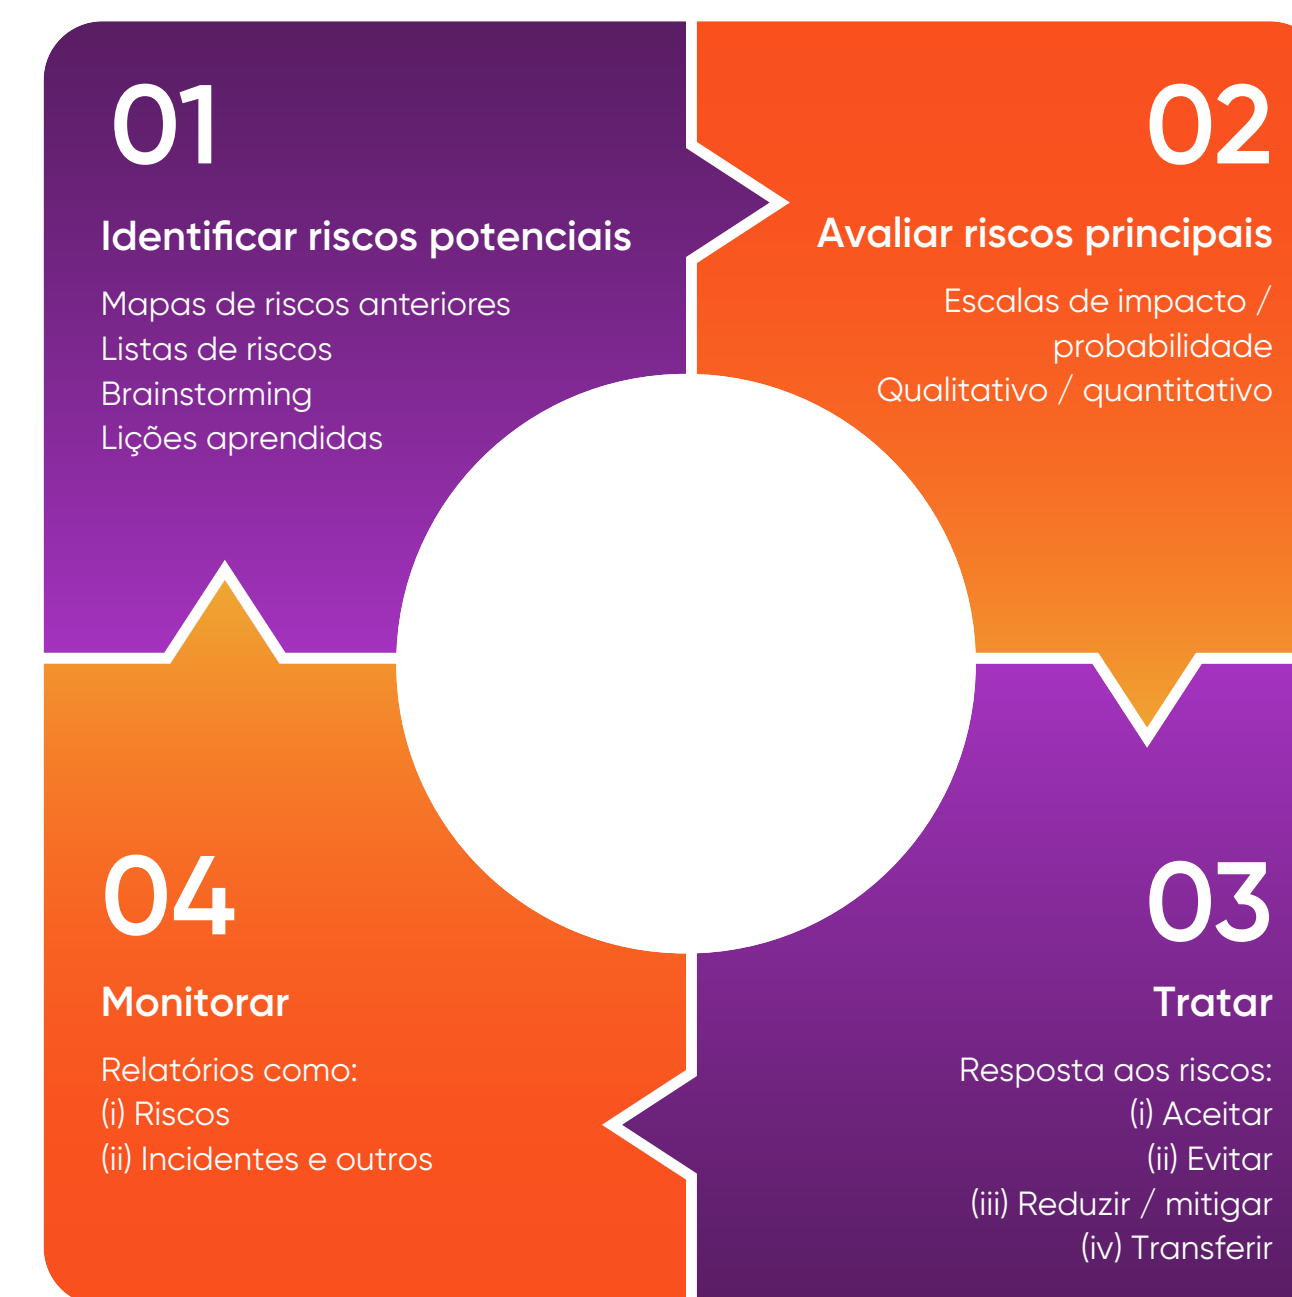 01
Identificar riscos potenciais
Mapas de riscos anteriores
Listas de riscos
Brainstorming
Lições aprendidas
02
Avaliar riscos principais
Escalas de impacto /
probabilidade
Qualitativo / quantitativo
03
Tratar
Resposta aos riscos:
(i) Aceitar
(ii) Evitar
(iii) Reduzir / mitigar
(iv) Transferir
04
Monitorar
Relatórios como:
(i) Riscos
(ii) Incidentes e outros